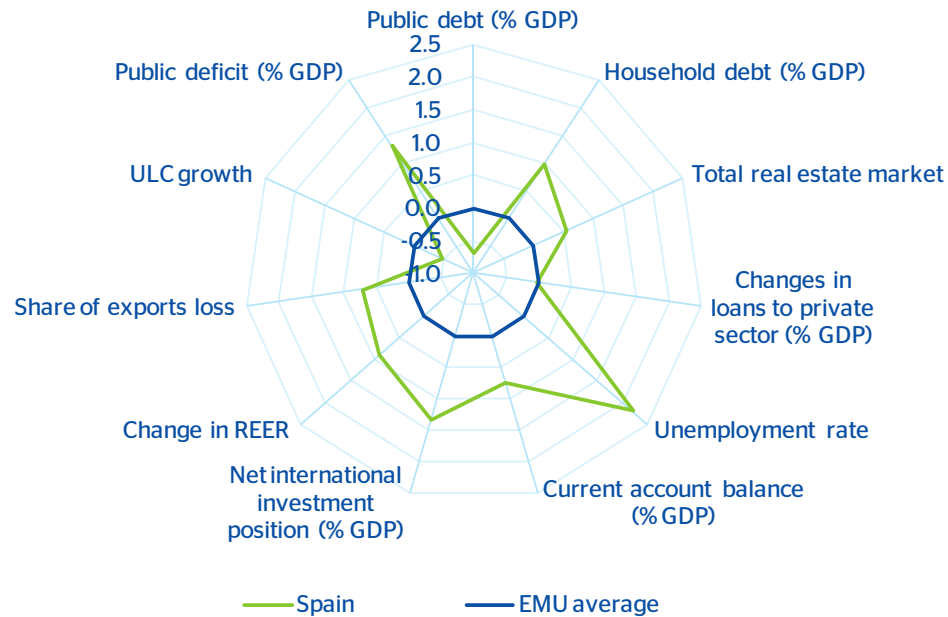 Public debt (% GDP)
2.5
2.0
1.5
1.0
0.5
0.0
-0.5
-1.0
Household debt (% GDP)
Total real estate market
Changes in
loans to private
sector (% GDP)
Unemployment rate
Current account balance
(% GDP)
Net international
investment
position (% GDP)
Change in REER
Share of exports loss
ULC growth
Public deficit (% GDP)
Spain
EMU average